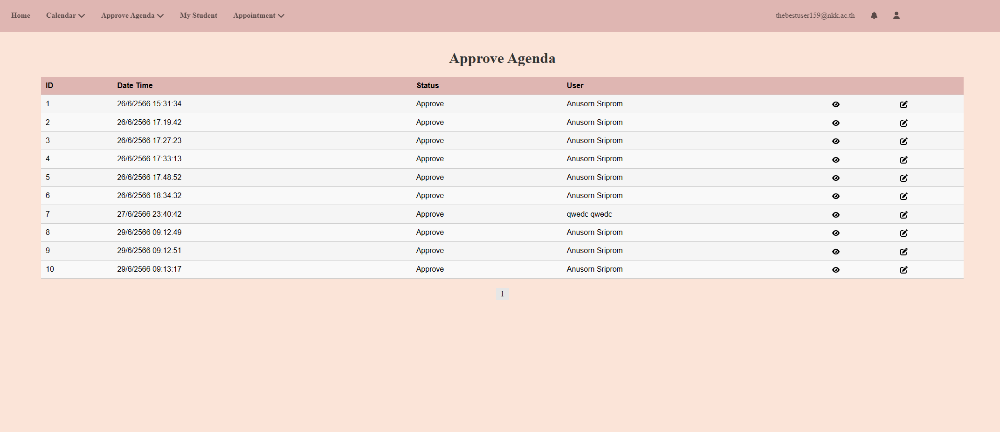 Home Calendar Approve Agenda My Student Appointment thebestuser159@nkk.ac.th
Approve Agenda
ID Date Time Status User
1 26/6/2566 15:31:34 Approve Anusorn Sriprom
2 26/6/2566 17:19:42 Approve Anusorn Sriprom
3 26/6/2566 17:27:23 Approve Anusorn Sriprom
4 26/6/2566 17:33:13 Approve Anusorn Sriprom
5 26/6/2566 17:48:52 Approve Anusorn Sriprom
6 26/6/2566 18:34:32 Approve Anusorn Sriprom
7 27/6/2566 23:40:42 Approve qwedc qwedc
8 29/6/2566 09:12:49 Approve Anusorn Sriprom
9 29/6/2566 09:12:51 Approve Anusorn Sriprom
10 29/6/2566 09:13:17 Approve Anusorn Sriprom
1